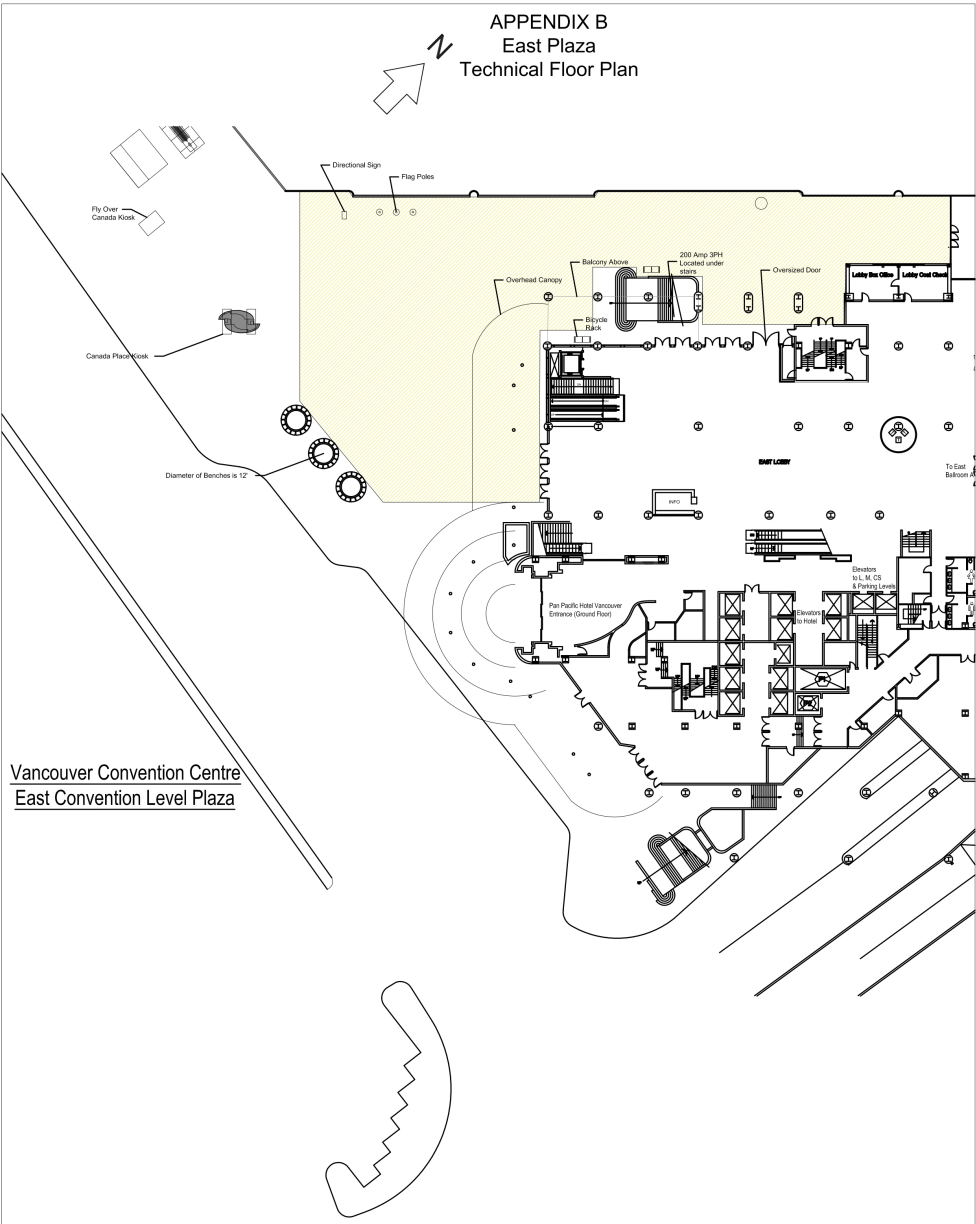 APPENDIX B
East Plaza
Technical Floor Plan
N
Directional Sign
Flag Poles
Fly Over
Canada Kiosk
Balcony Above
200 Amp 3PH
Located under
stairs
Oversized Door
Lobby Box Office
Lobby Coat Check
Overhead Canopy
Bicycle
Rack
Canada Place Kiosk
Diameter of Benches is 12'
EAST LOBBY
To East
Ballroom A
INFO
Elevators
to L, M, CS
& Parking Levels
Pan Pacific Hotel Vancouver
Entrance (Ground Floor)
Elevators
to Hotel
Vancouver Convention Centre
East Convention Level Plaza